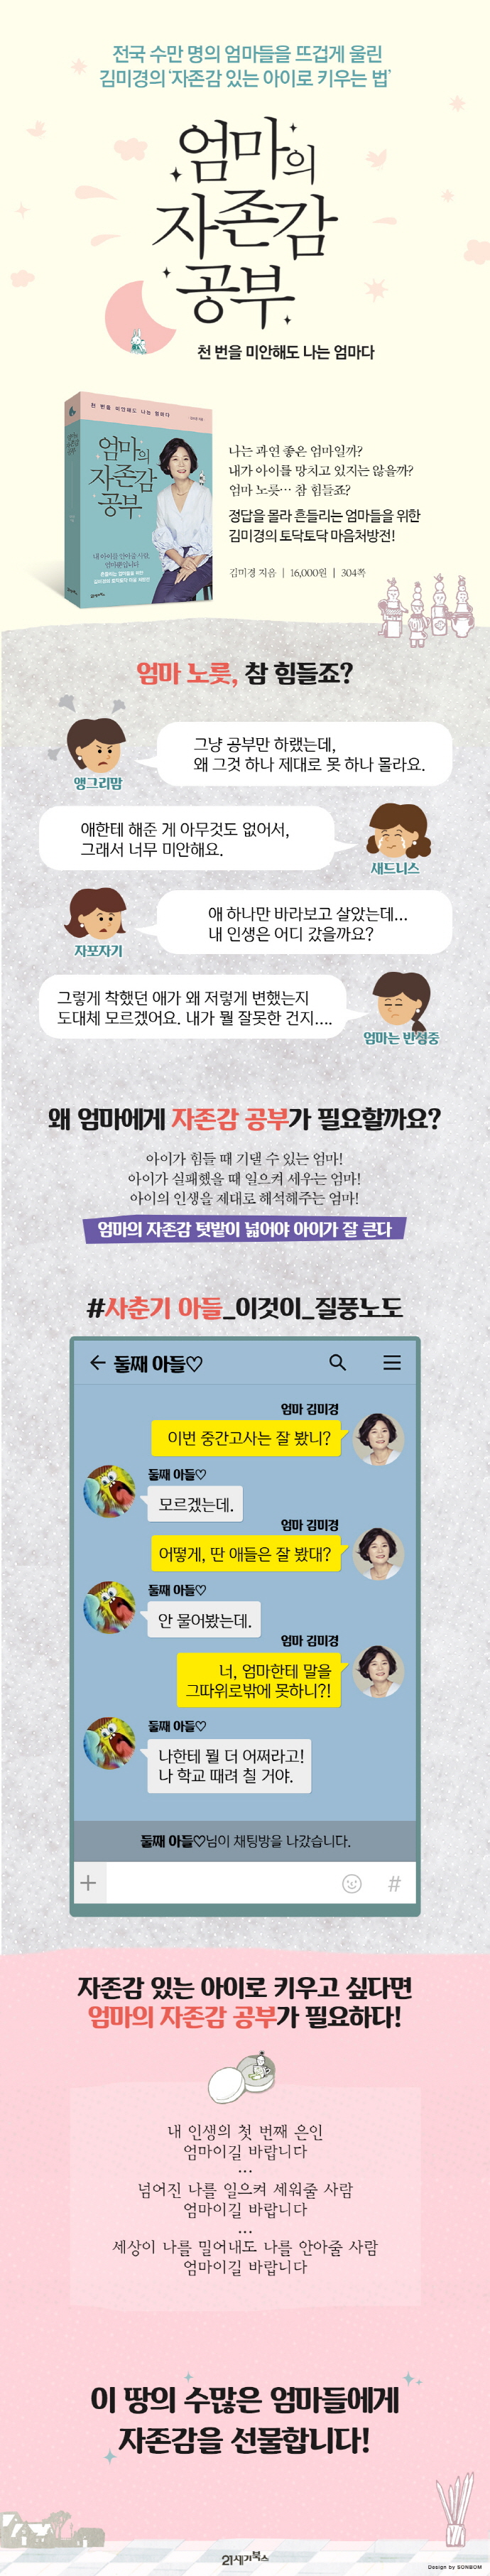 전국 수만 명의 엄마들을 뜨겁게 울린
김미경의 '자존감 있는 아이로 키우는 법'
엄마의
자존감
공부
천 번을 미안해도 나는 엄마다
천 번을 미안해도 나는 엄마다
엄마의
자존감
공부
나는 과연 좋은 엄마일까?
내가 아이를 망치고 있지는 않을까?
엄마 노릇… 참 힘들죠?
정답을 몰라 흔들리는 엄마들을 위한
김미경의 토닥토닥 마음처방전!
김미경 지음 | 16,000원 | 304쪽
엄마 노릇, 참 힘들죠?
그냥 공부만 하랬는데,
왜 그것 하나 제대로 못 하나 몰라요.
앵그리맘
애한테 해준 게 아무것도 없어서,
그래서 너무 미안해요.
새드니스
애 하나만 바라보고 살았는데...
내 인생은 어디 갔을까요?
자포자기
그렇게 착했던 애가 왜 저렇게 변했는지
도대체 모르겠어요. 내가 뭘 잘못한 건지....
엄마는 반성중
왜 엄마에게 자존감 공부가 필요할까요?
아이가 힘들 때 기댈 수 있는 엄마!
아이가 실패했을 때 일으켜 세우는 엄마!
아이의 인생을 제대로 해석해주는 엄마!
엄마의 자존감 텃밭이 넓어야 아이가 잘 큰다
#사춘기 아들_이것이_질풍노도
둘째 아들♡
엄마 김미경
이번 중간고사는 잘 봤니?
둘째 아들♡
모르겠는데.
엄마 김미경
어떻게, 딴 애들은 잘 봤대?
둘째 아들♡
안 물어봤는데.
엄마 김미경
너, 엄마한테 말을
그따위로밖에 못하니?!
둘째 아들♡
나한테 뭘 더 어쩌라고!
나 학교 때려 칠 거야.
둘째 아들♡님이 채팅방을 나갔습니다.
+ #
자존감 있는 아이로 키우고 싶다면
엄마의 자존감 공부가 필요하다!
내 인생의 첫 번째 은인
엄마이길 바랍니다
...
넘어진 나를 일으켜 세워줄 사람
엄마이길 바랍니다
...
세상이 나를 밀어내도 나를 안아줄 사람
엄마이길 바랍니다
이 땅의 수많은 엄마들에게
자존감을 선물합니다!
21세기북스
Design by SONBOM